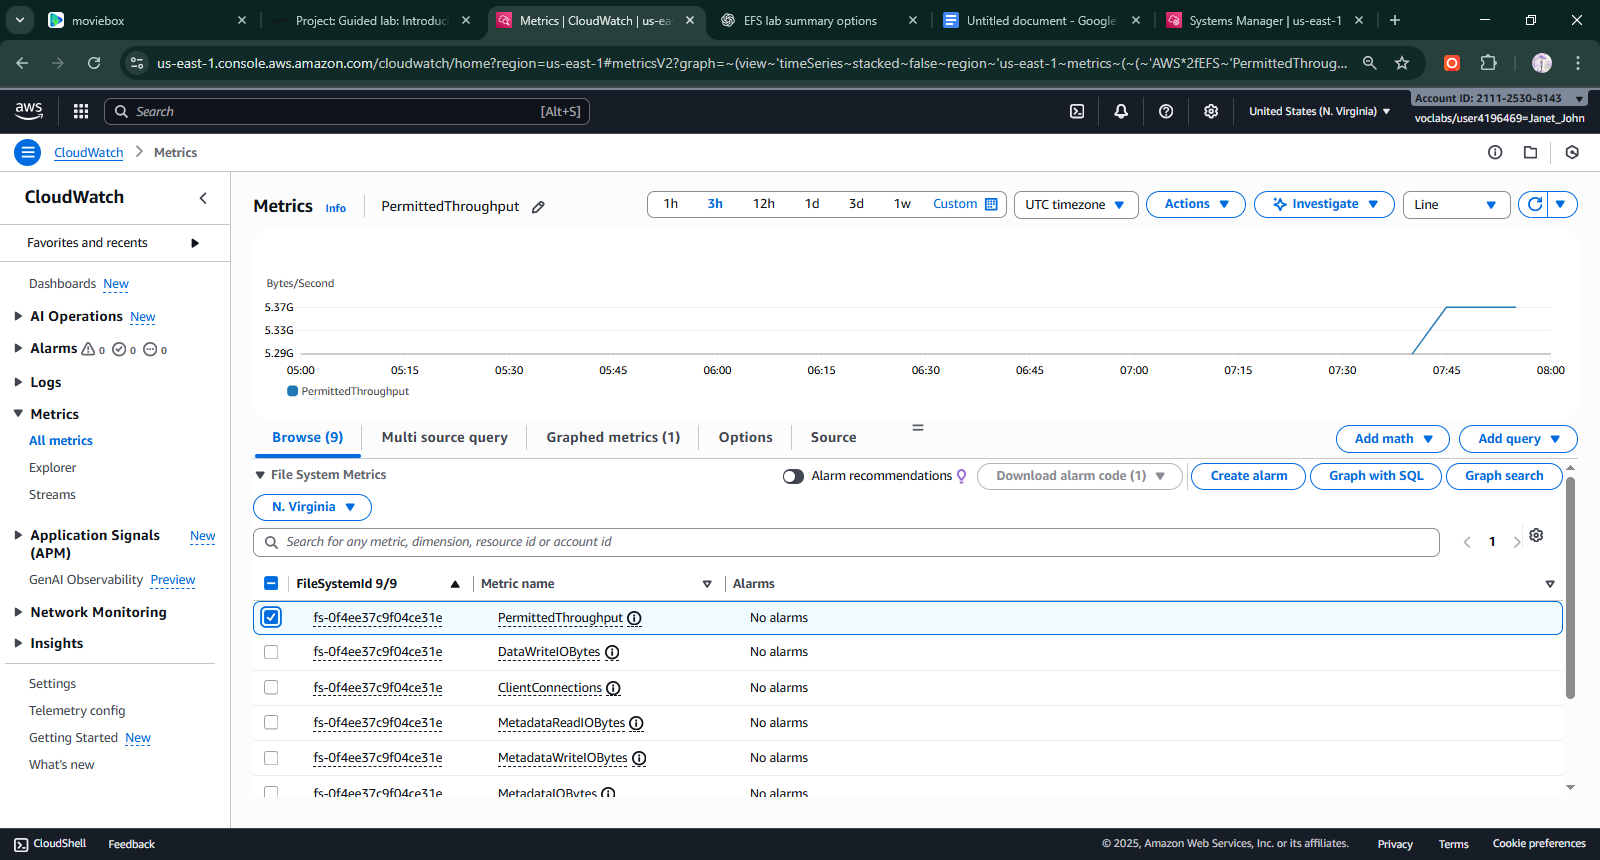 moviebox
Project: Guided lab: Introduc
Metrics | CloudWatch | us-eas
EFS lab summary options
Untitled document - Google
Systems Manager | us-east-1
us-east-1.console.aws.amazon.com/cloudwatch/home?region=us-east-1#metricsV2?graph=~(view~'timeSeries~stacked~false~region~'us-east-1~metrics~(~(~'AWS*2fEFS~'PermittedThroug...
aws
Search [Alt+S]
United States (N. Virginia)
Account ID: 2111-2530-8143
voclabs/user4196469=Janet_John
CloudWatch > Metrics
CloudWatch
Favorites and recents
Dashboards New
AI Operations New
Alarms 0 0 0
Logs
Metrics
All metrics
Explorer
Streams
Application Signals (APM) New
GenAI Observability Preview
Network Monitoring
Insights
Settings
Telemetry config
Getting Started New
What's new
Metrics Info PermittedThroughput
1h 3h 12h 1d 3d 1w Custom UTC timezone Actions Investigate Line
Bytes/Second
5.37G
5.33G
5.29G
05:00 05:15 05:30 05:45 06:00 06:15 06:30 06:45 07:00 07:15 07:30 07:45 08:00
PermittedThroughput
Browse (9) Multi source query Graphed metrics (1) Options Source Add math Add query
File System Metrics Alarm recommendations Download alarm code (1) Create alarm Graph with SQL Graph search
N. Virginia
Search for any metric, dimension, resource id or account id 1
FileSystemId 9/9 Metric name Alarms
fs-0f4ee37c9f04ce31e PermittedThroughput No alarms
fs-0f4ee37c9f04ce31e DataWriteIOBytes No alarms
fs-0f4ee37c9f04ce31e ClientConnections No alarms
fs-0f4ee37c9f04ce31e MetadataReadIOBytes No alarms
fs-0f4ee37c9f04ce31e MetadataWriteIOBytes No alarms
fs-0f4ee37c9f04ce31e MetadataIOBytes No alarms
CloudShell Feedback © 2025, Amazon Web Services, Inc. or its affiliates. Privacy Terms Cookie preferences